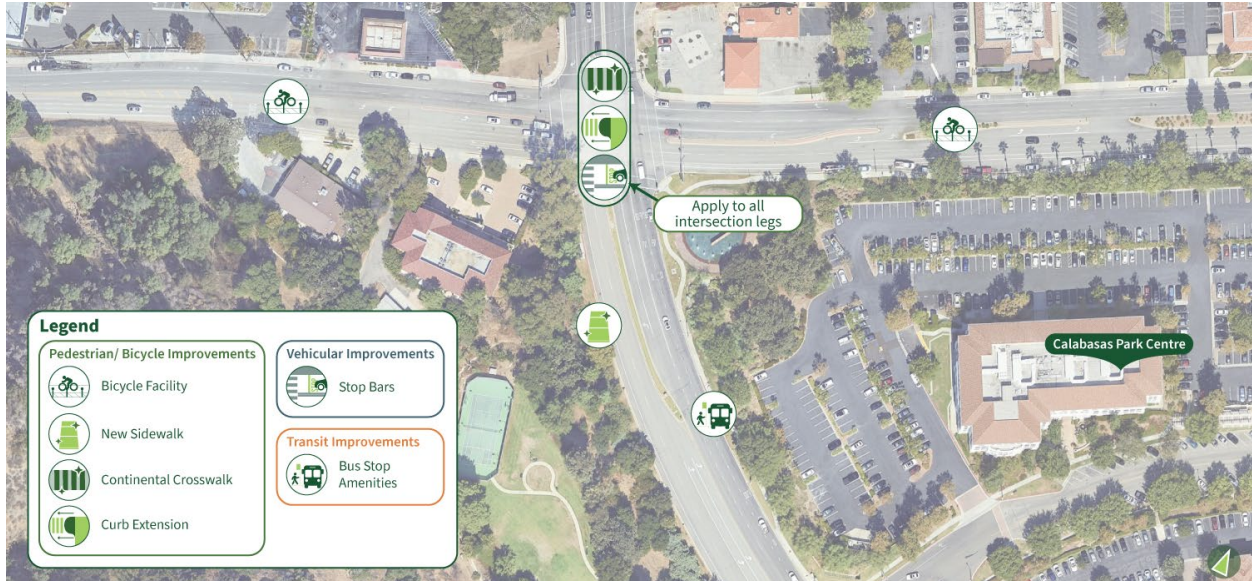 Apply to all
intersection legs
Calabasas Park Centre
Legend
Pedestrian/ Bicycle Improvements
Bicycle Facility
New Sidewalk
Continental Crosswalk
Curb Extension
Vehicular Improvements
Stop Bars
Transit Improvements
Bus Stop
Amenities